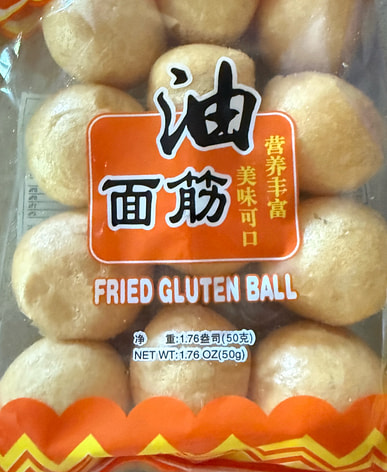 油
面筋
营养丰富
美味可口
FRIED GLUTEN BALL
净 重:1.76盎司(50克)
NET WT:1.76 OZ(50g)